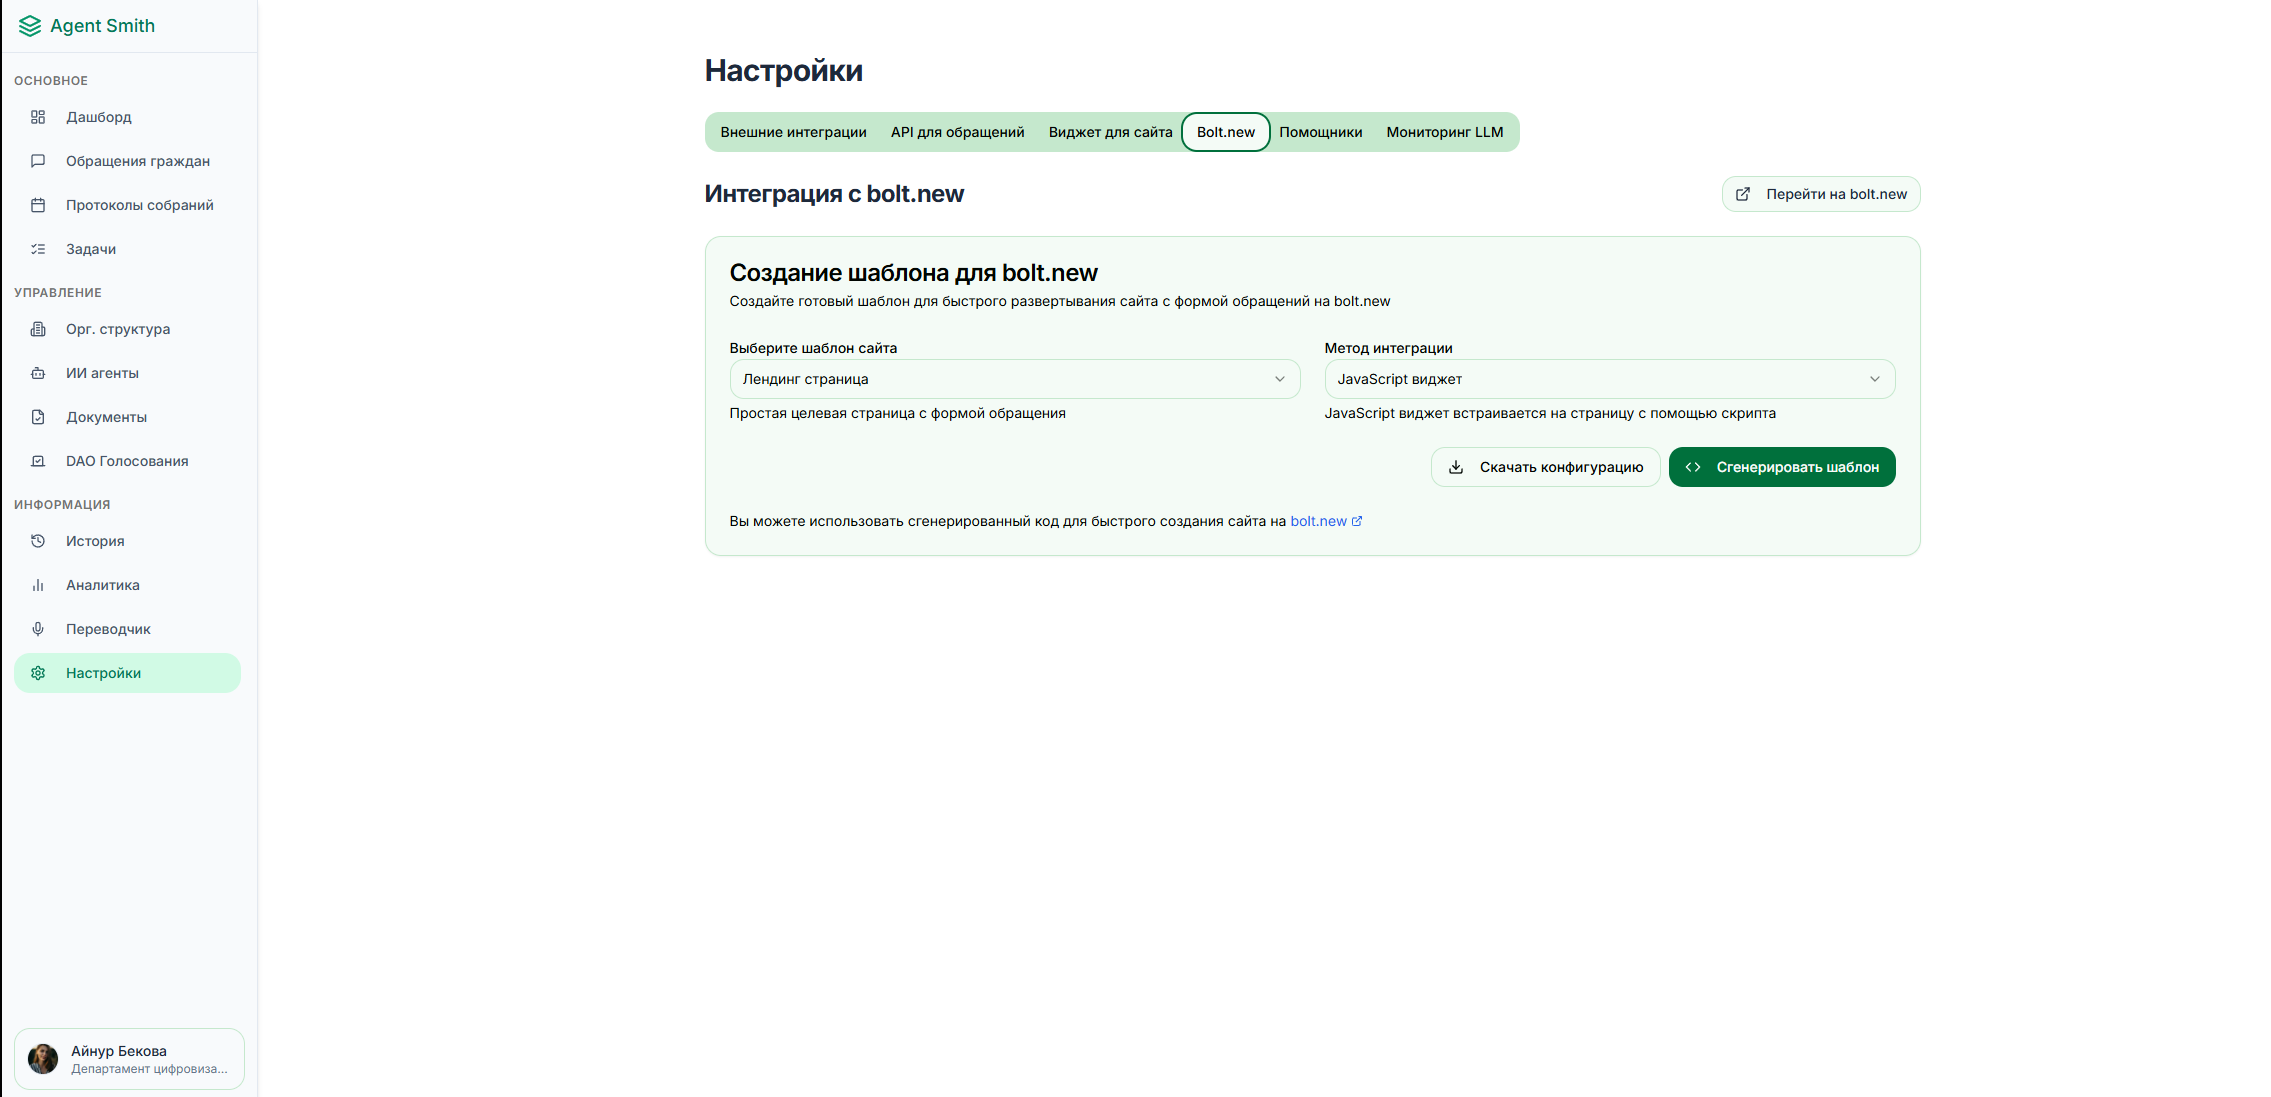 Agent Smith
ОСНОВНОЕ
Дашборд
Обращения граждан
Протоколы собраний
Задачи
УПРАВЛЕНИЕ
Орг. структура
ИИ агенты
Документы
DAO Голосования
ИНФОРМАЦИЯ
История
Аналитика
Переводчик
Настройки
Айнур Бекова
Департамент цифровиза...
Настройки
Внешние интеграции API для обращений Виджет для сайта Bolt.new Помощники Мониторинг LLM
Интеграция с bolt.new
Перейти на bolt.new
Создание шаблона для bolt.new
Создайте готовый шаблон для быстрого развертывания сайта с формой обращений на bolt.new
Выберите шаблон сайта
Лендинг страница
Простая целевая страница с формой обращения
Метод интеграции
JavaScript виджет
JavaScript виджет встраивается на страницу с помощью скрипта
Скачать конфигурацию
Сгенерировать шаблон
Вы можете использовать сгенерированный код для быстрого создания сайта на bolt.new